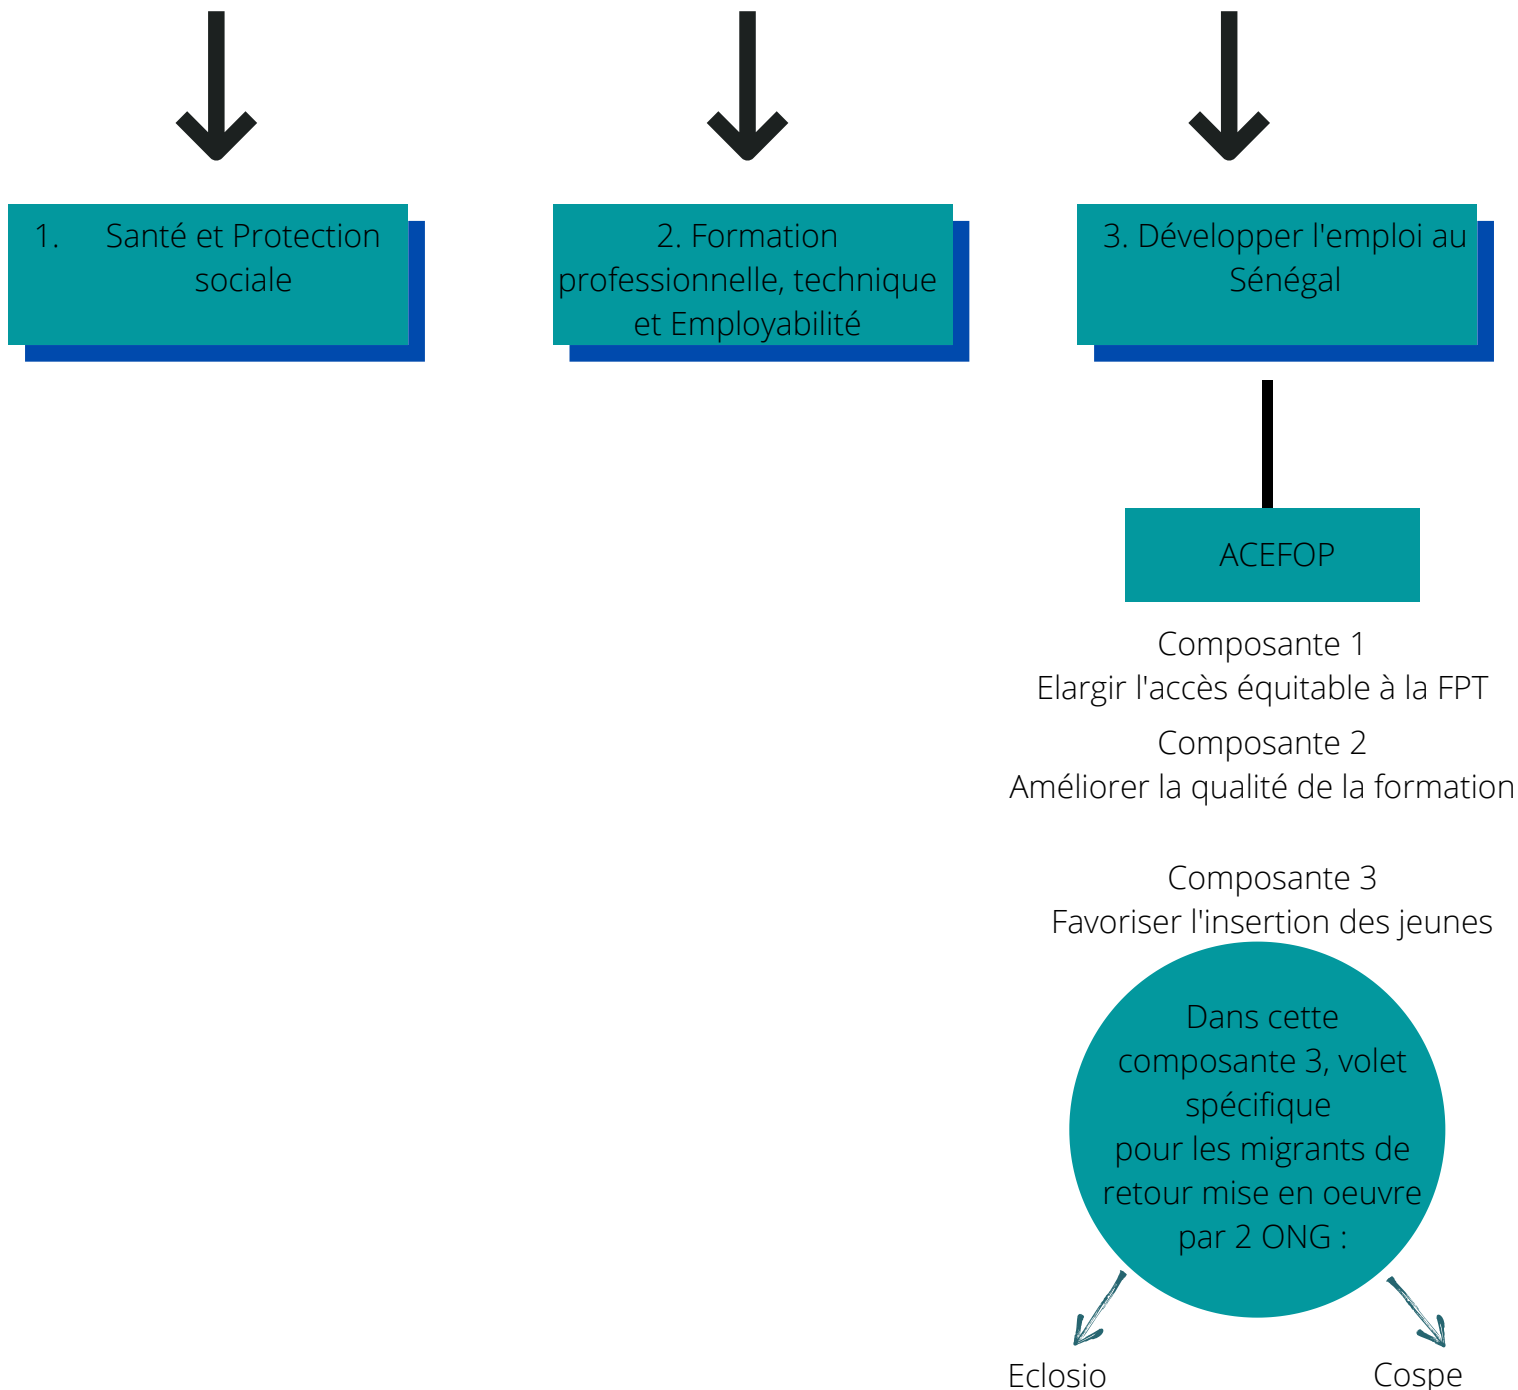 1. Santé et Protection
sociale
2. Formation
professionnelle, technique
et Employabilité
3. Développer l'emploi au
Sénégal
ACEFOP
Composante 1
Elargir l'accès équitable à la FPT
Composante 2
Améliorer la qualité de la formation
Composante 3
Favoriser l'insertion des jeunes
Dans cette
composante 3, volet
spécifique
pour les migrants de
retour mise en oeuvre
par 2 ONG :
Eclosio
Cospe